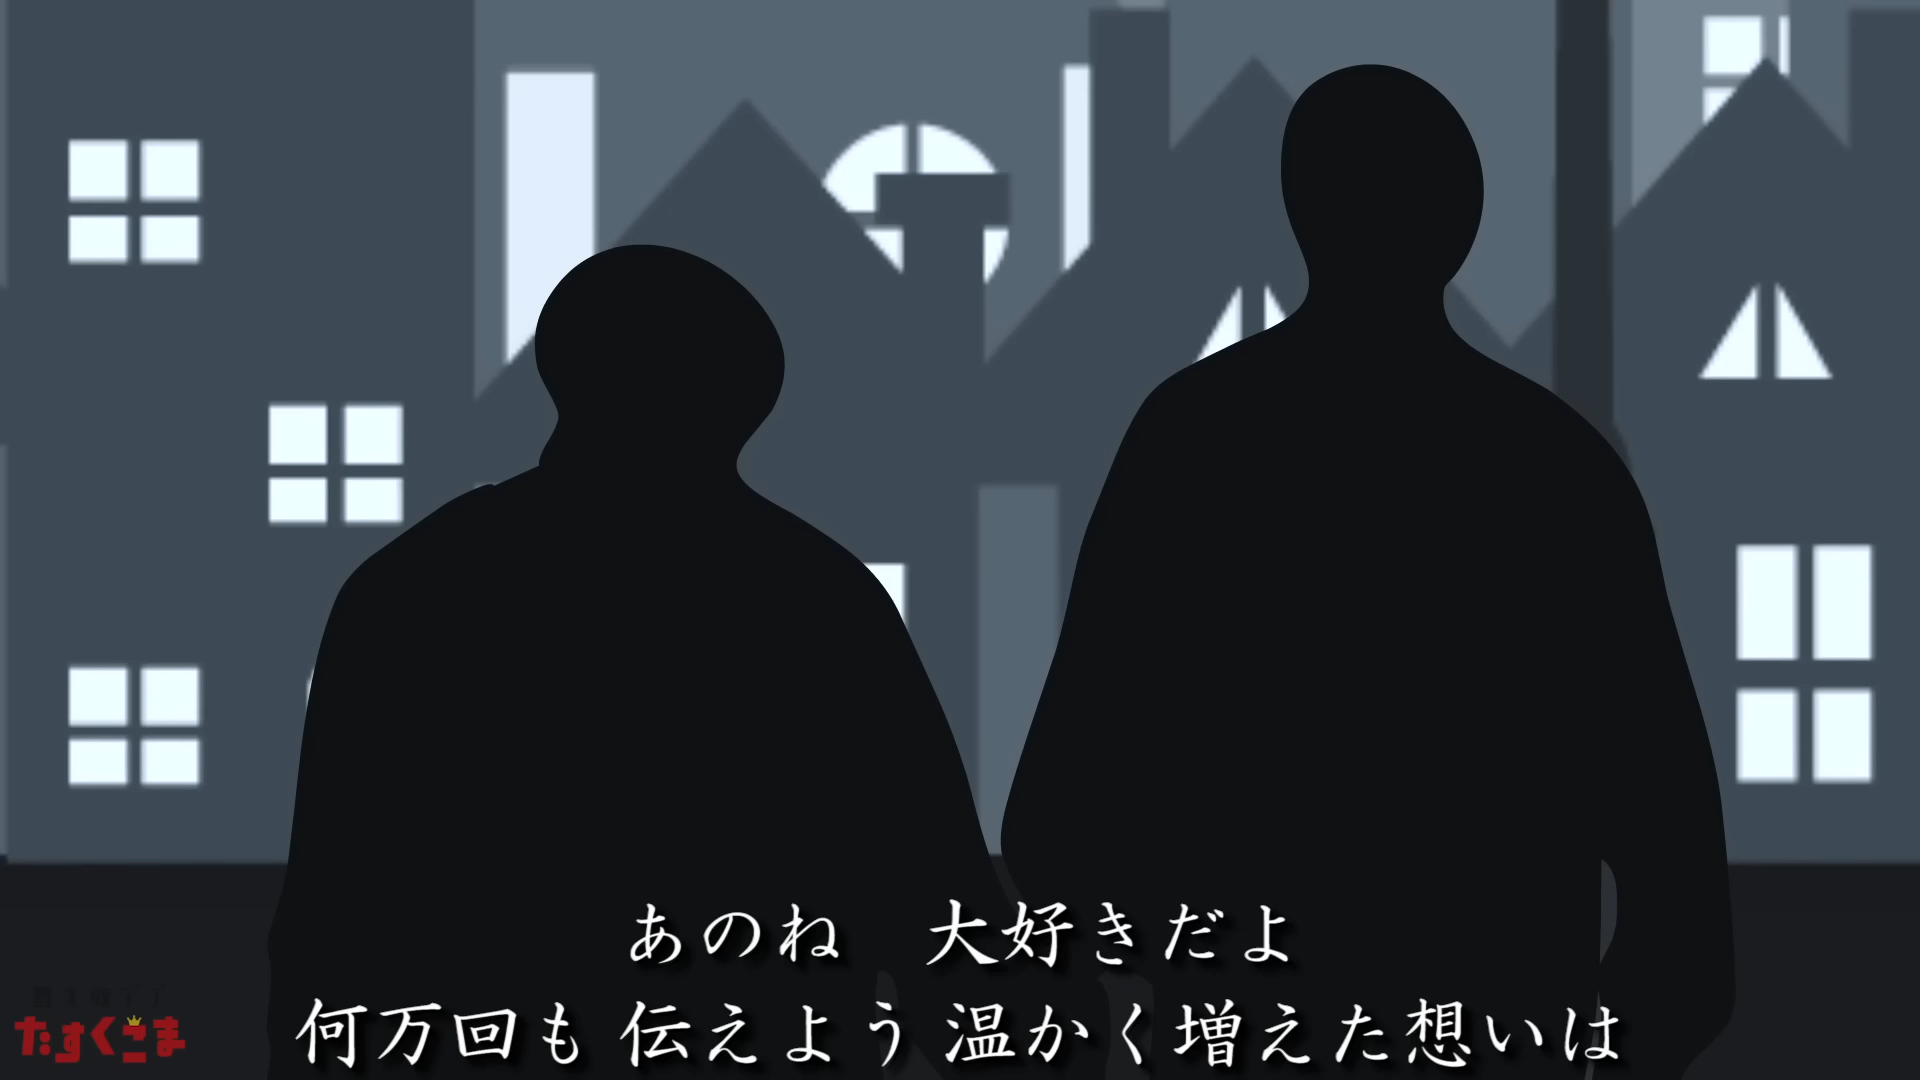 あのね　大好きだよ
何万回も 伝えよう 温かく増えた想いは
たすくこま